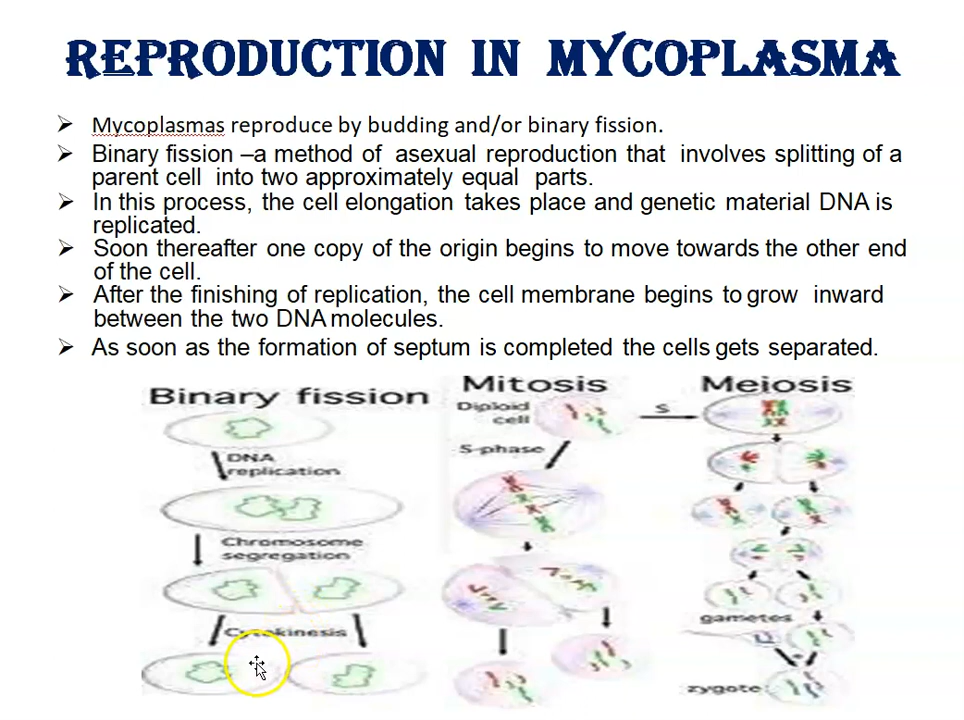 REPRODUCTION IN MYCOPLASMA
➢ Mycoplasmas reproduce by budding and/or binary fission.
➢ Binary fission –a method of asexual reproduction that involves splitting of a
parent cell into two approximately equal parts.
➢ In this process, the cell elongation takes place and genetic material DNA is
replicated.
➢ Soon thereafter one copy of the origin begins to move towards the other end
of the cell.
➢ After the finishing of replication, the cell membrane begins to grow inward
between the two DNA molecules.
➢ As soon as the formation of septum is completed the cells gets separated.
Binary fission
DNA
replication
Chromosome
segregation
Cytokinesis
Mitosis
Diploid
cell
S-phase
S
Meiosis
gametes
zygote